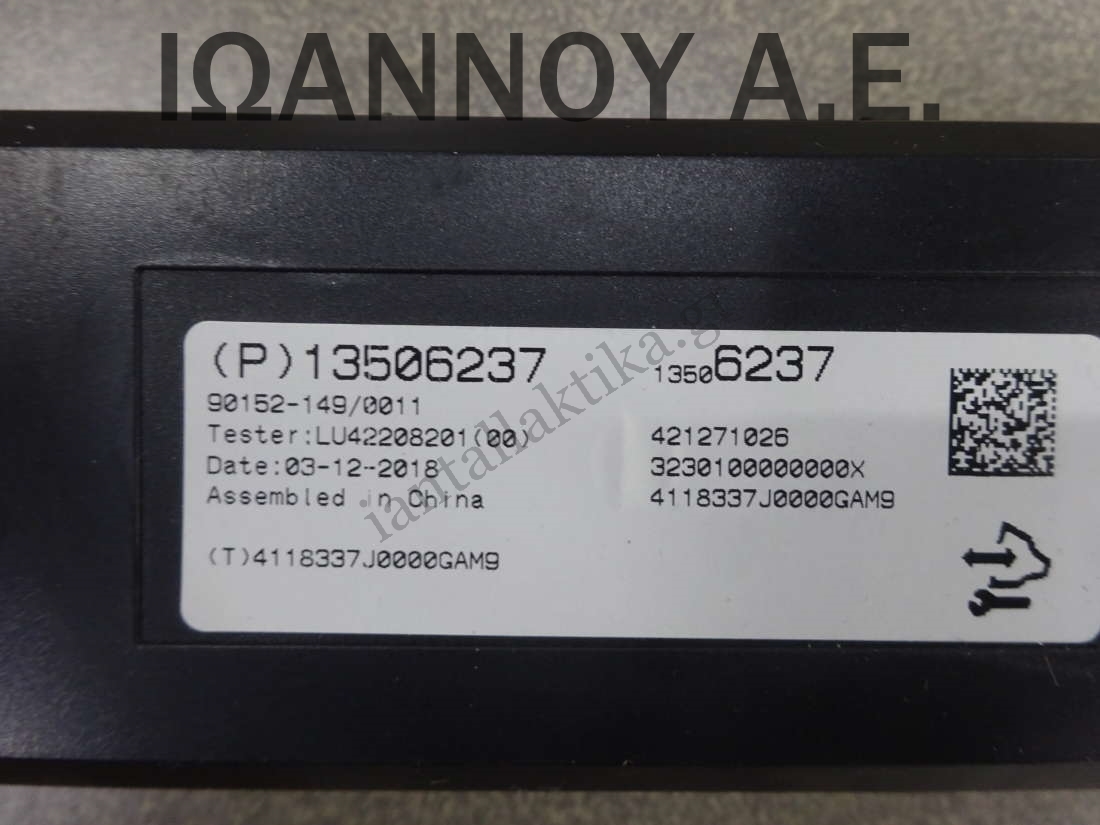 ΙΩΑΝΝΟΥ Α.Ε.
(P)13506237
90152-149/0011
Tester:LU42208201(00)
Date:03-12-2018
Assembled in China
(T)4118337J0000GAM9
13506237
421271026
3230100000000X
4118337J0000GAM9
iantallaktika.g